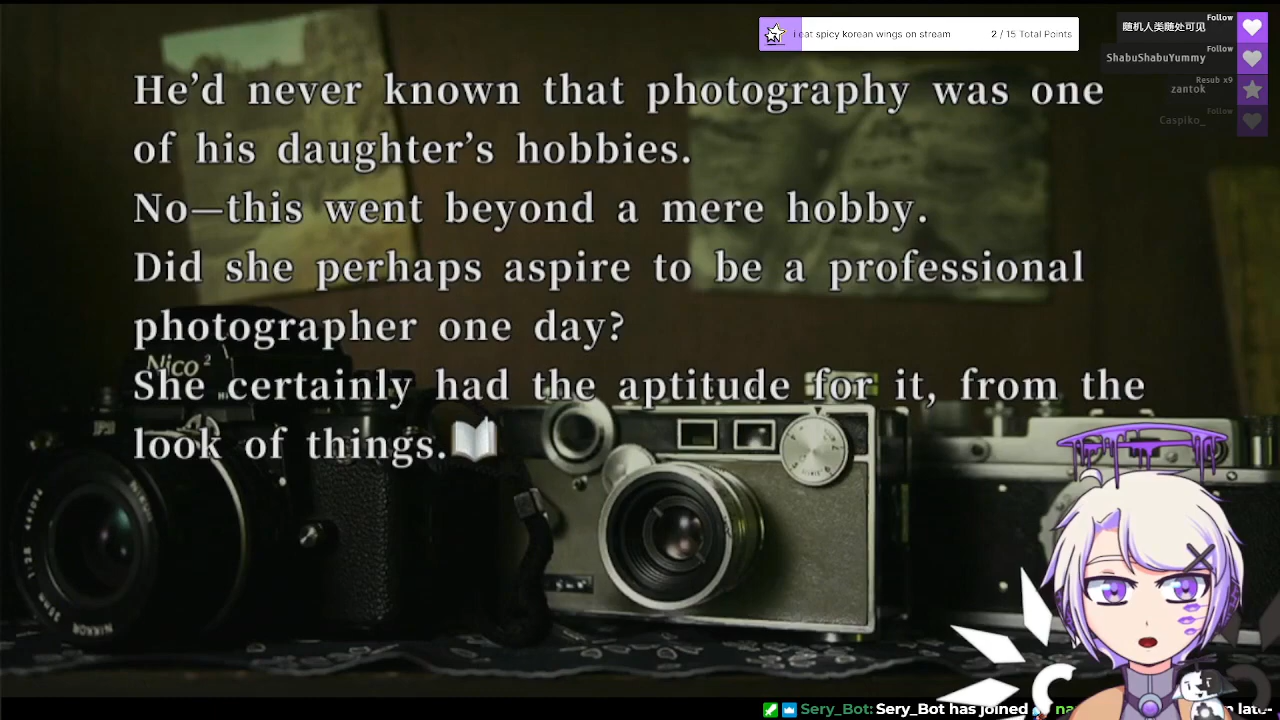 i eat spicy korean wings on stream 2 / 15 Total Points
Follow
随机人类随处可见
Follow
ShabuShabuYummy
Resub x9
zantok
Follow
Caspiko_
He’d never known that photography was one
of his daughter’s hobbies.
No—this went beyond a mere hobby.
Did she perhaps aspire to be a professional
photographer one day?
She certainly had the aptitude for it, from the
look of things.
Nico²
Sery_Bot: Sery_Bot has joined